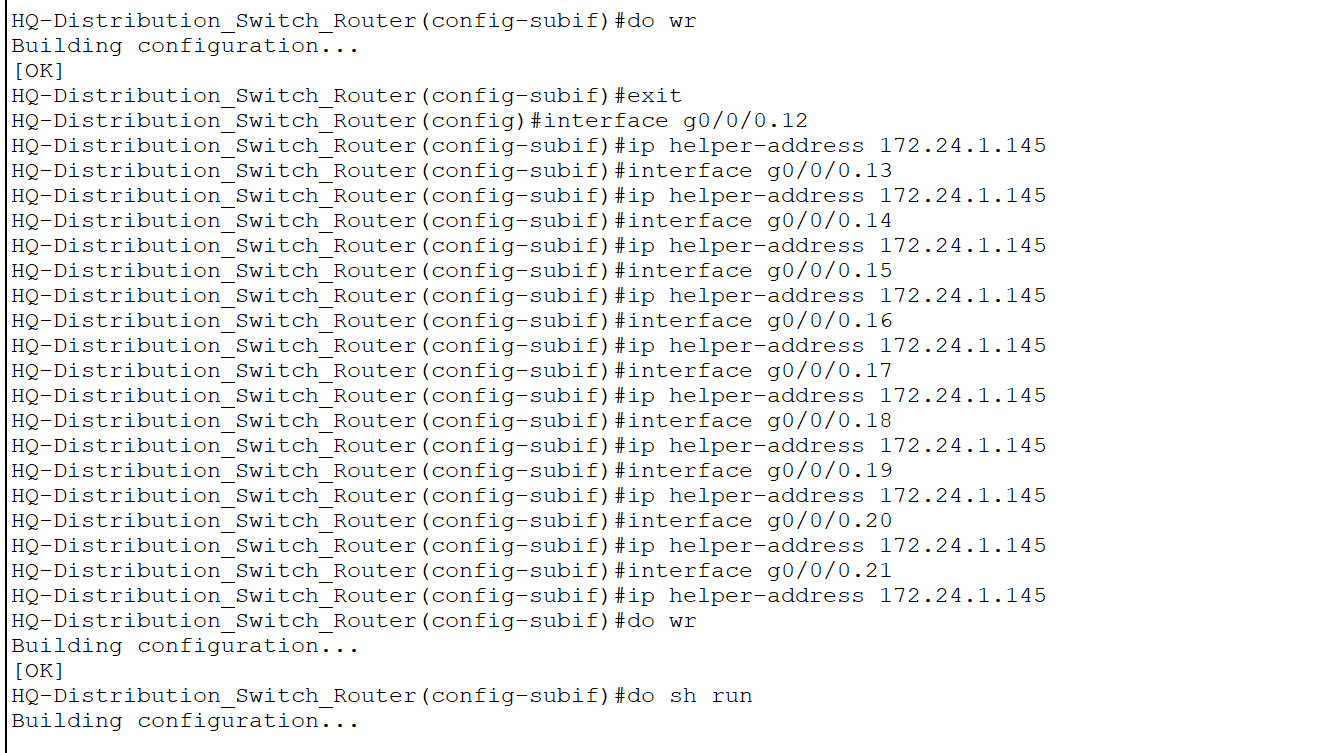 HQ-Distribution_Switch_Router(config-subif)#do wr
Building configuration...
[OK]
HQ-Distribution_Switch_Router(config-subif)#exit
HQ-Distribution_Switch_Router(config)#interface g0/0/0.12
HQ-Distribution_Switch_Router(config-subif)#ip helper-address 172.24.1.145
HQ-Distribution_Switch_Router(config-subif)#interface g0/0/0.13
HQ-Distribution_Switch_Router(config-subif)#ip helper-address 172.24.1.145
HQ-Distribution_Switch_Router(config-subif)#interface g0/0/0.14
HQ-Distribution_Switch_Router(config-subif)#ip helper-address 172.24.1.145
HQ-Distribution_Switch_Router(config-subif)#interface g0/0/0.15
HQ-Distribution_Switch_Router(config-subif)#ip helper-address 172.24.1.145
HQ-Distribution_Switch_Router(config-subif)#interface g0/0/0.16
HQ-Distribution_Switch_Router(config-subif)#ip helper-address 172.24.1.145
HQ-Distribution_Switch_Router(config-subif)#interface g0/0/0.17
HQ-Distribution_Switch_Router(config-subif)#ip helper-address 172.24.1.145
HQ-Distribution_Switch_Router(config-subif)#interface g0/0/0.18
HQ-Distribution_Switch_Router(config-subif)#ip helper-address 172.24.1.145
HQ-Distribution_Switch_Router(config-subif)#interface g0/0/0.19
HQ-Distribution_Switch_Router(config-subif)#ip helper-address 172.24.1.145
HQ-Distribution_Switch_Router(config-subif)#interface g0/0/0.20
HQ-Distribution_Switch_Router(config-subif)#ip helper-address 172.24.1.145
HQ-Distribution_Switch_Router(config-subif)#interface g0/0/0.21
HQ-Distribution_Switch_Router(config-subif)#ip helper-address 172.24.1.145
HQ-Distribution_Switch_Router(config-subif)#do wr
Building configuration...
[OK]
HQ-Distribution_Switch_Router(config-subif)#do sh run
Building configuration...